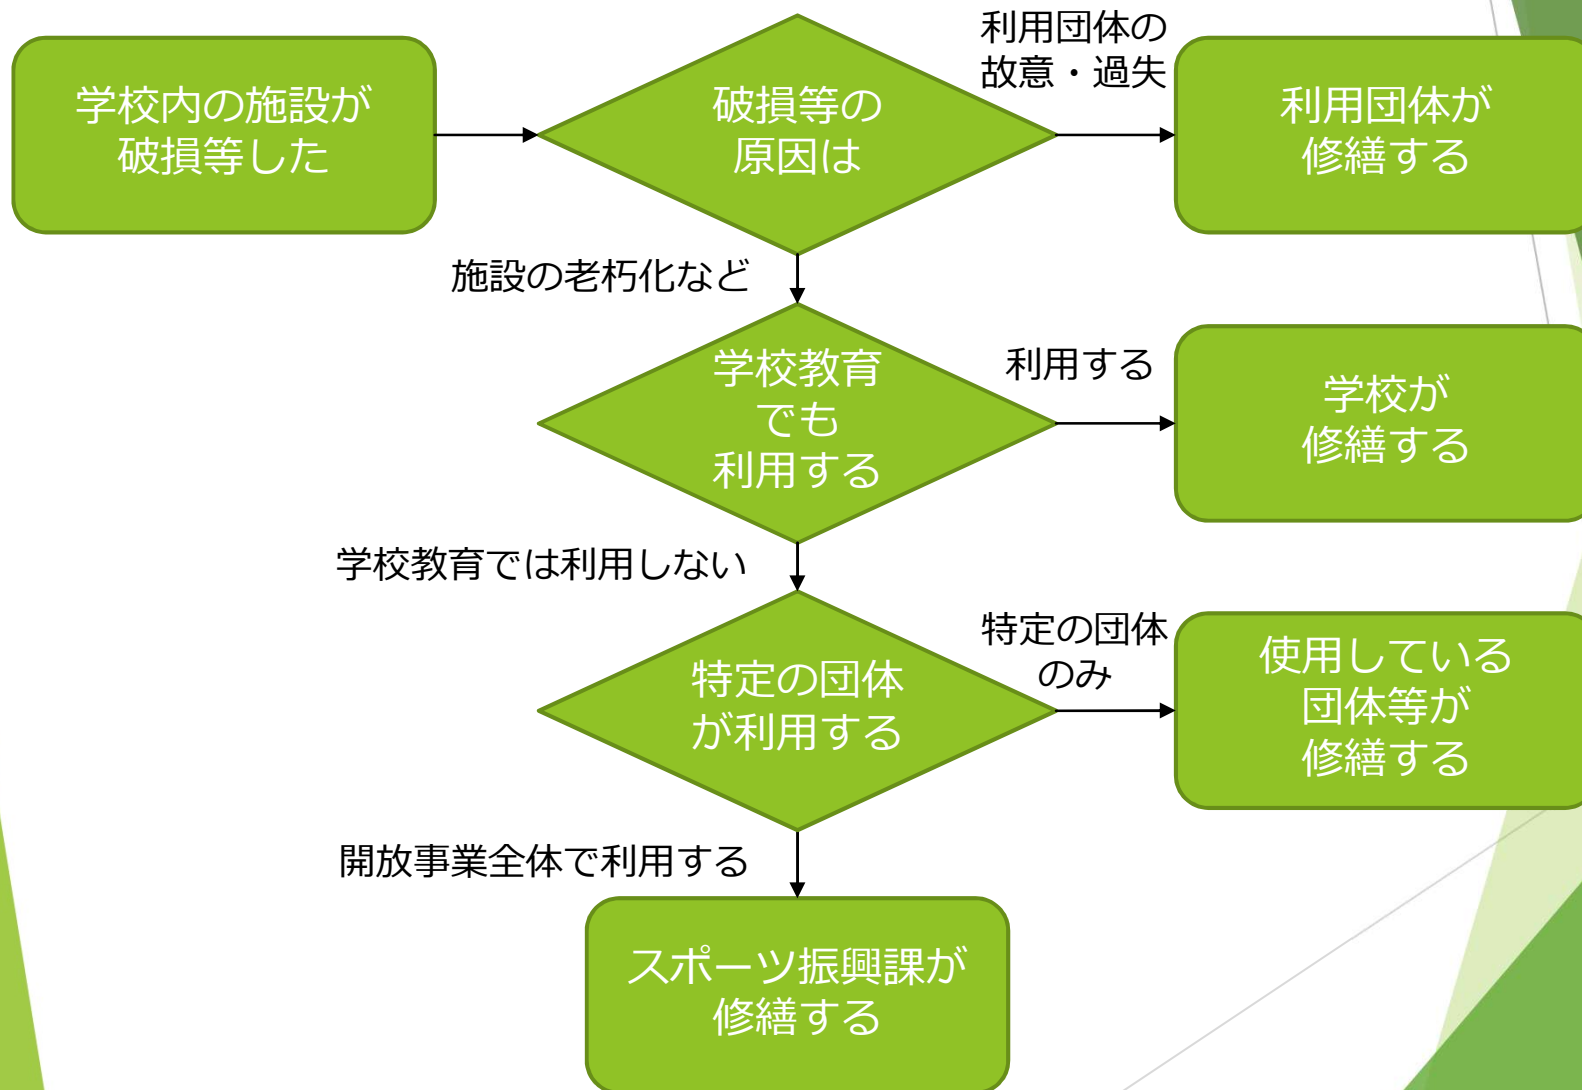 学校内の施設が
破損等した
破損等の
原因は
利用団体の
故意・過失
利用団体が
修繕する
施設の老朽化など
学校教育
でも
利用する
利用する
学校が
修繕する
学校教育では利用しない
特定の団体
が利用する
特定の団体
のみ
使用している
団体等が
修繕する
開放事業全体で利用する
スポーツ振興課が
修繕する